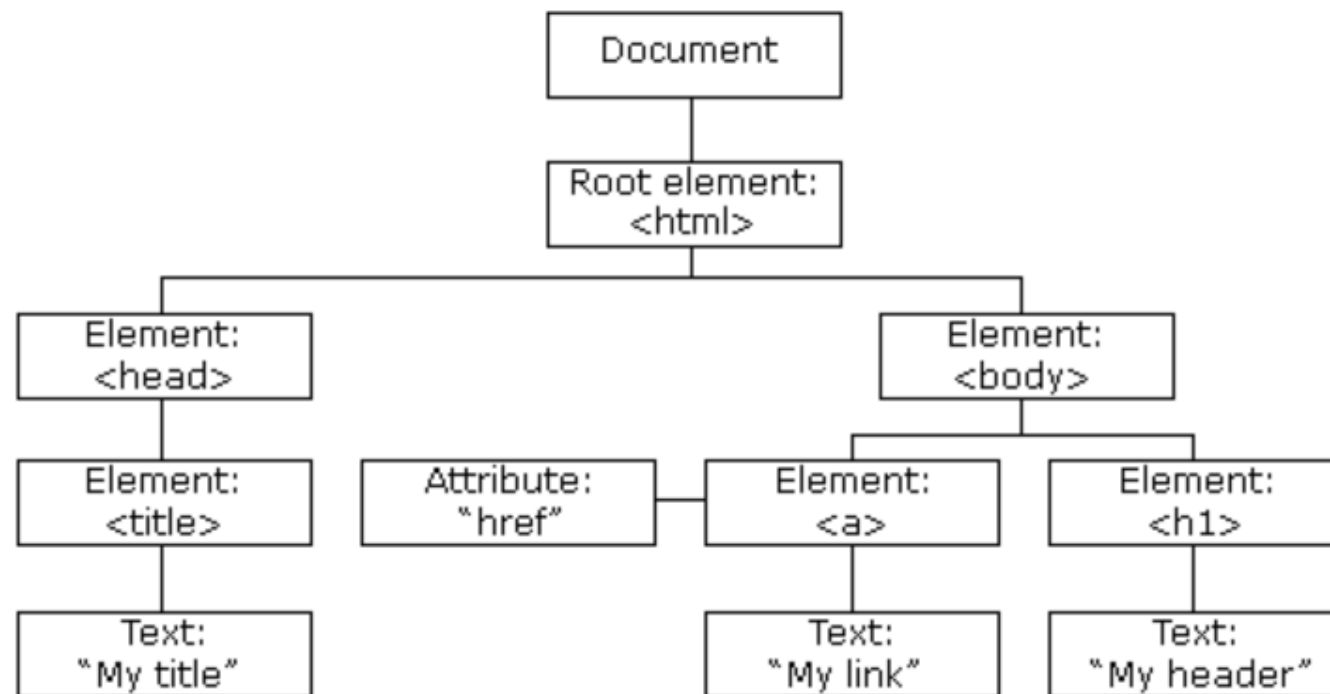 Document
Root element:
<html>
Element:
<head>
Element:
<body>
Element:
<title>
Attribute:
“href”
Element:
<a>
Element:
<h1>
Text:
“My title”
Text:
“My link”
Text:
“My header”